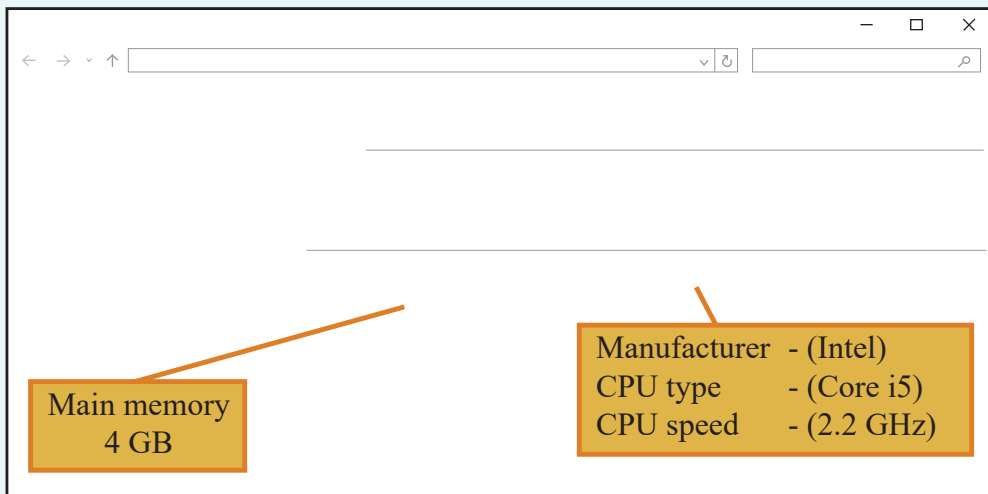 Main memory
4 GB
Manufacturer - (Intel)
CPU type - (Core i5)
CPU speed - (2.2 GHz)